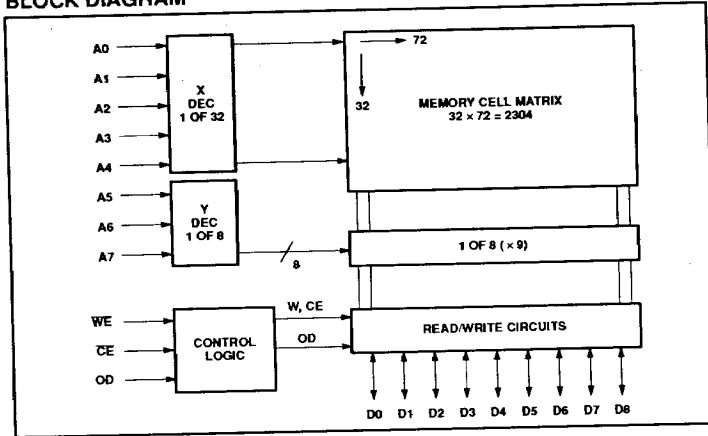 BLOCK DIAGRAM
A0
A1
A2
A3
A4
A5
A6
A7
X
DEC
1 OF 32
Y
DEC
1 OF 8
8
72
32
MEMORY CELL MATRIX
32 × 72 = 2304
1 OF 8 (× 9)
W̅E̅
C̅E̅
OD
CONTROL
LOGIC
W, CE
OD
READ/WRITE CIRCUITS
D0 D1 D2 D3 D4 D5 D6 D7 D8